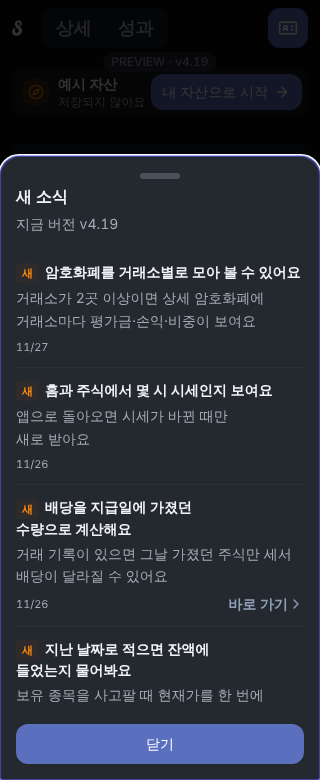 상세 성과
PREVIEW · v4.19
예시 자산
저장되지 않아요
내 자산으로 시작 →
새 소식
지금 버전 v4.19
새 암호화폐를 거래소별로 모아 볼 수 있어요
거래소가 2곳 이상이면 상세 암호화폐에
거래소마다 평가금·손익·비중이 보여요
11/27
새 홈과 주식에서 몇 시 시세인지 보여요
앱으로 돌아오면 시세가 바뀐 때만
새로 받아요
11/26
새 배당을 지급일에 가졌던
수량으로 계산해요
거래 기록이 있으면 그날 가졌던 주식만 세서
배당이 달라질 수 있어요
11/26 바로 가기 >
새 지난 날짜로 적으면 잔액에
들었는지 물어봐요
보유 종목을 사고팔 때 현재가를 한 번에
닫기